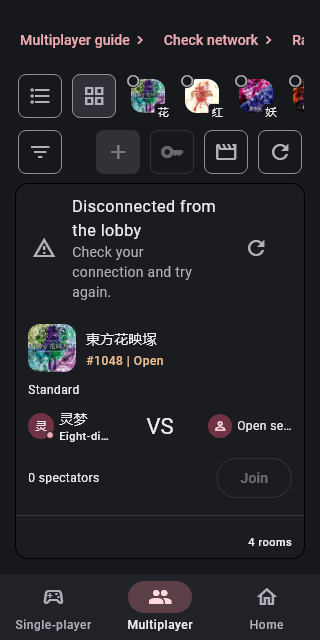 Multiplayer guide
Check network
Ra
花
红
妖
Disconnected from
the lobby
Check your
connection and try
again.
東方花映塚
#1048 | Open
Standard
灵
灵梦
Eight-di…
VS
Open se…
0 spectators
Join
4 rooms
Single-player
Multiplayer
Home